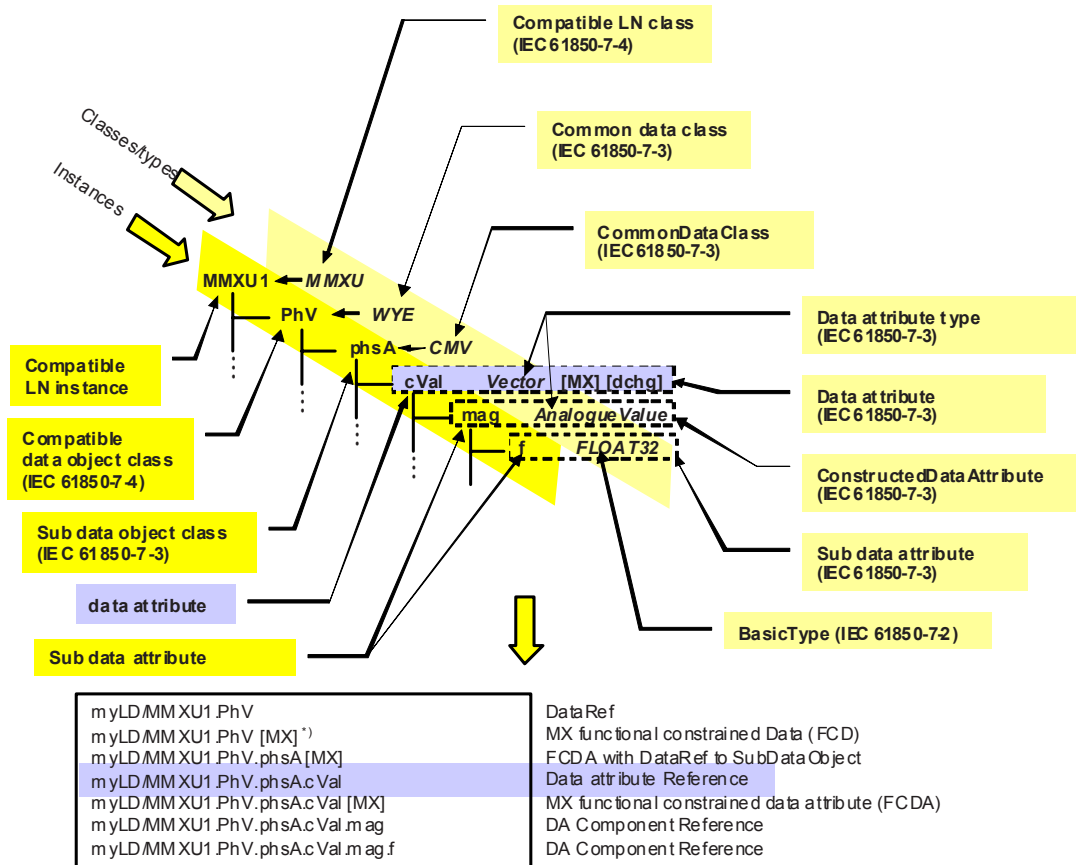 Compatible LN class
(IEC 61850-7-4)
Common data class
(IEC 61850-7-3)
Classes/types
Instances
CommonDataClass
(IEC 61850-7-3)
MMXU1
MMXU
PhV
WYE
Data attribute type
(IEC 61850-7-3)
phsA
CMV
Compatible
LN instance
cVal Vector [MX] [dchg]
Data attribute
(IEC 61850-7-3)
mag AnalogueValue
Compatible
data object class
(IEC 61850-7-4)
f FLOAT32
ConstructedDataAttribute
(IEC 61850-7-3)
Sub data object class
(IEC 61850-7-3)
Sub data attribute
(IEC 61850-7-3)
data attribute
BasicType (IEC 61850-7-2)
Sub data attribute
myLD/MMXU1.PhV DataRef
myLD/MMXU1.PhV [MX] *) MX functional constrained Data (FCD)
myLD/MMXU1.PhV.phsA [MX] FCDA with DataRef to SubDataObject
myLD/MMXU1.PhV.phsA.cVal Data attribute Reference
myLD/MMXU1.PhV.phsA.cVal [MX] MX functional constrained data attribute (FCDA)
myLD/MMXU1.PhV.phsA.cVal.mag DA Component Reference
myLD/MMXU1.PhV.phsA.cVal.mag.f DA Component Reference